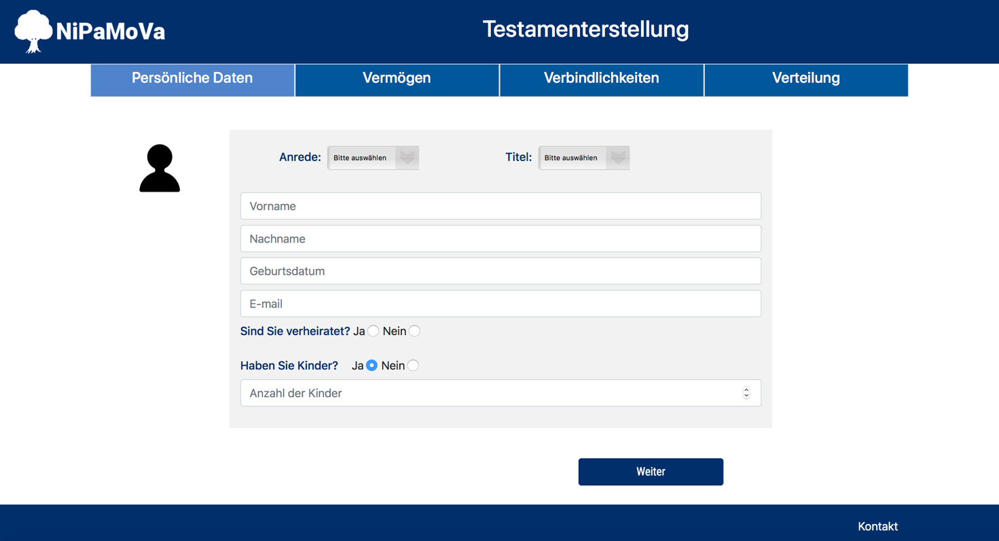 NiPaMoVa
Testamenterstellung
Persönliche Daten Vermögen Verbindlichkeiten Verteilung
Anrede: Bitte auswählen Titel: Bitte auswählen
Vorname
Nachname
Geburtsdatum
E-mail
Sind Sie verheiratet? Ja Nein
Haben Sie Kinder? Ja Nein
Anzahl der Kinder
Weiter
Kontakt